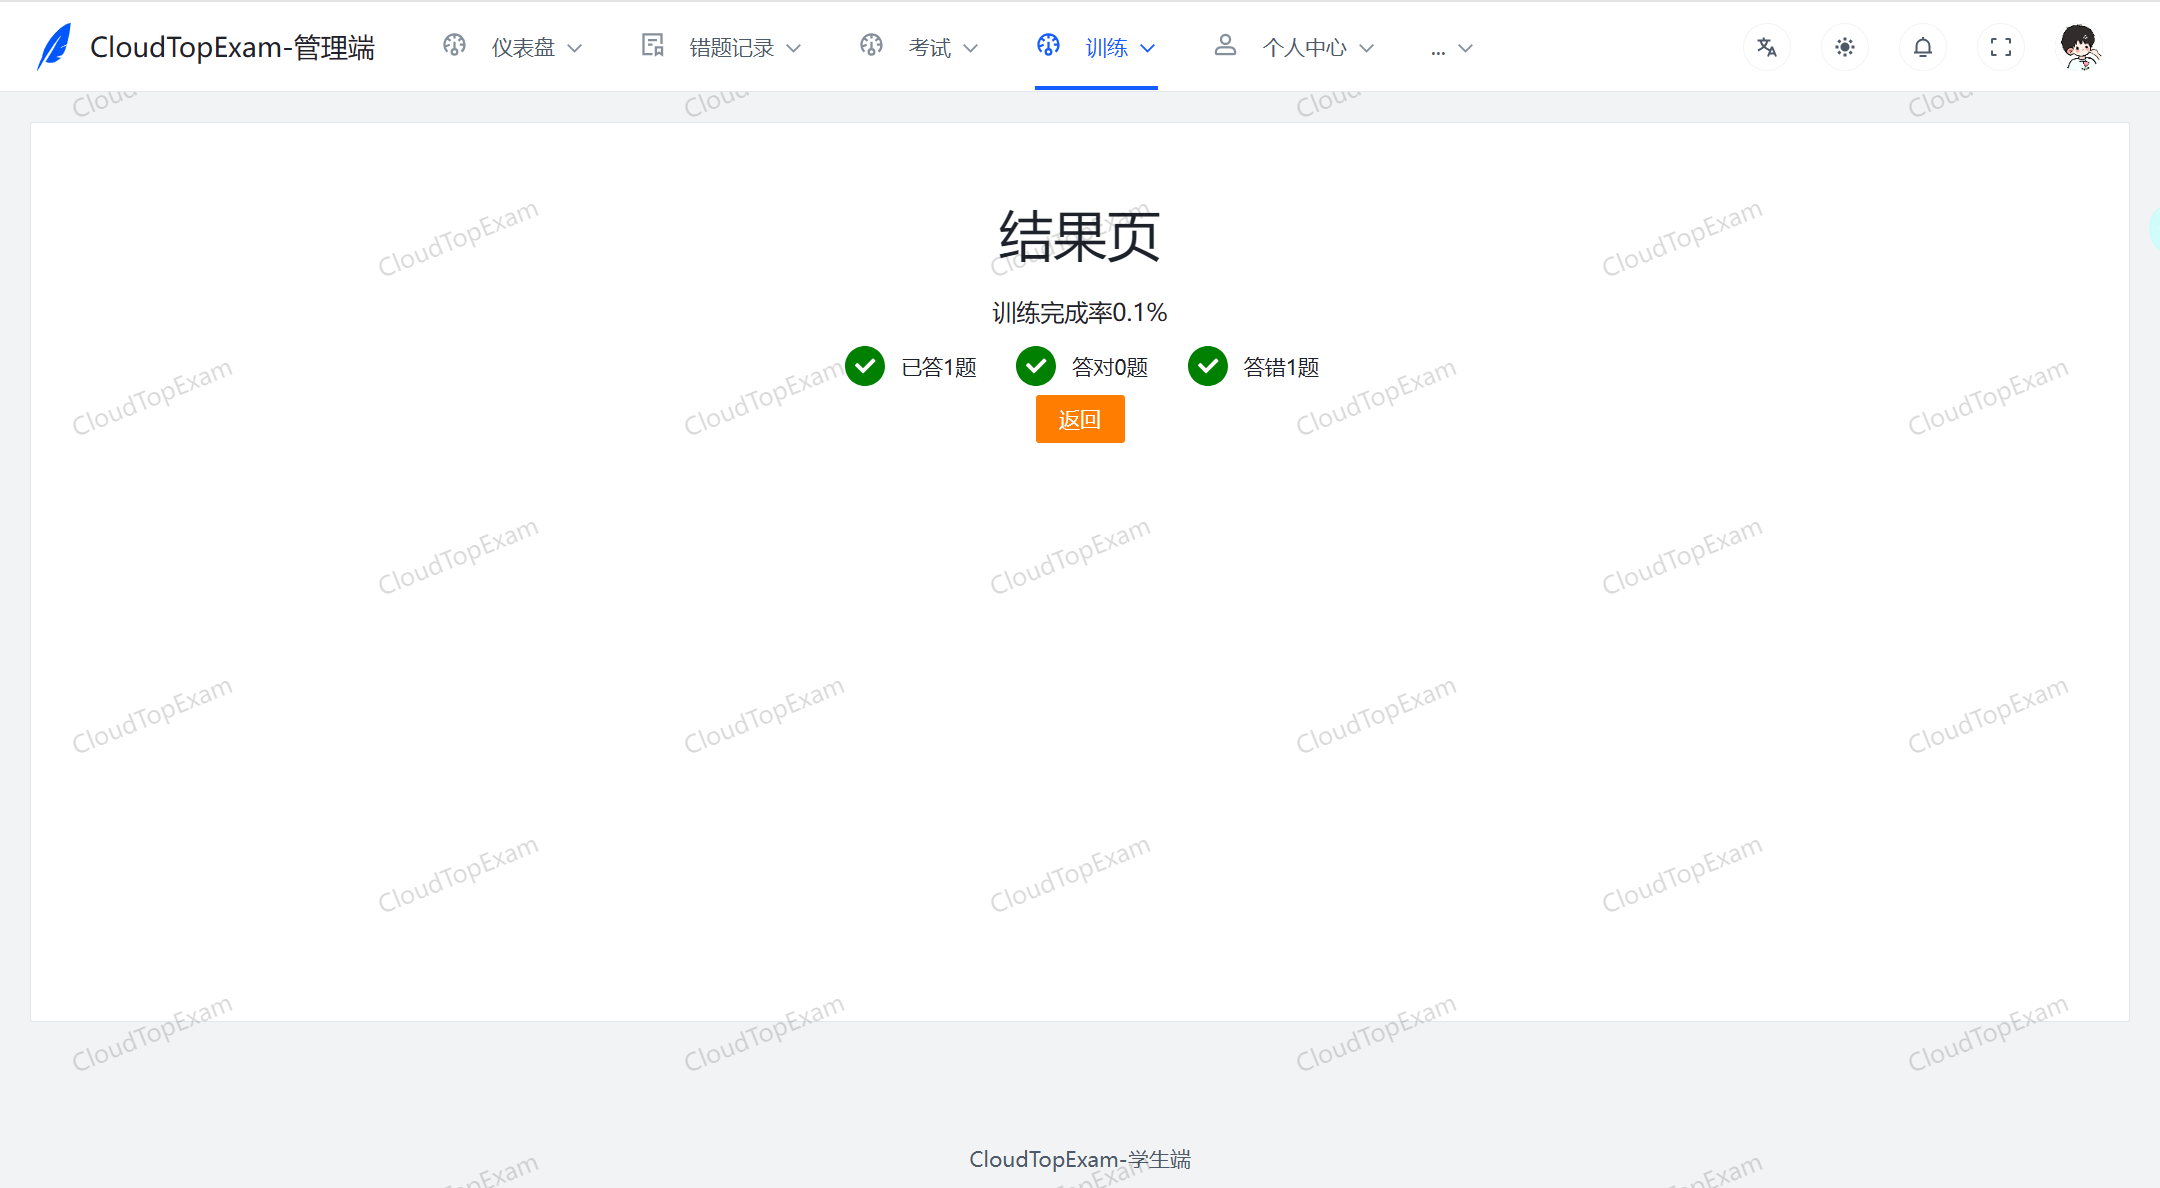 CloudTopExam-管理端
仪表盘
错题记录
考试
训练
个人中心
...
结果页
训练完成率0.1%
已答1题
答对0题
答错1题
返回
CloudTopExam-学生端
CloudTopExam